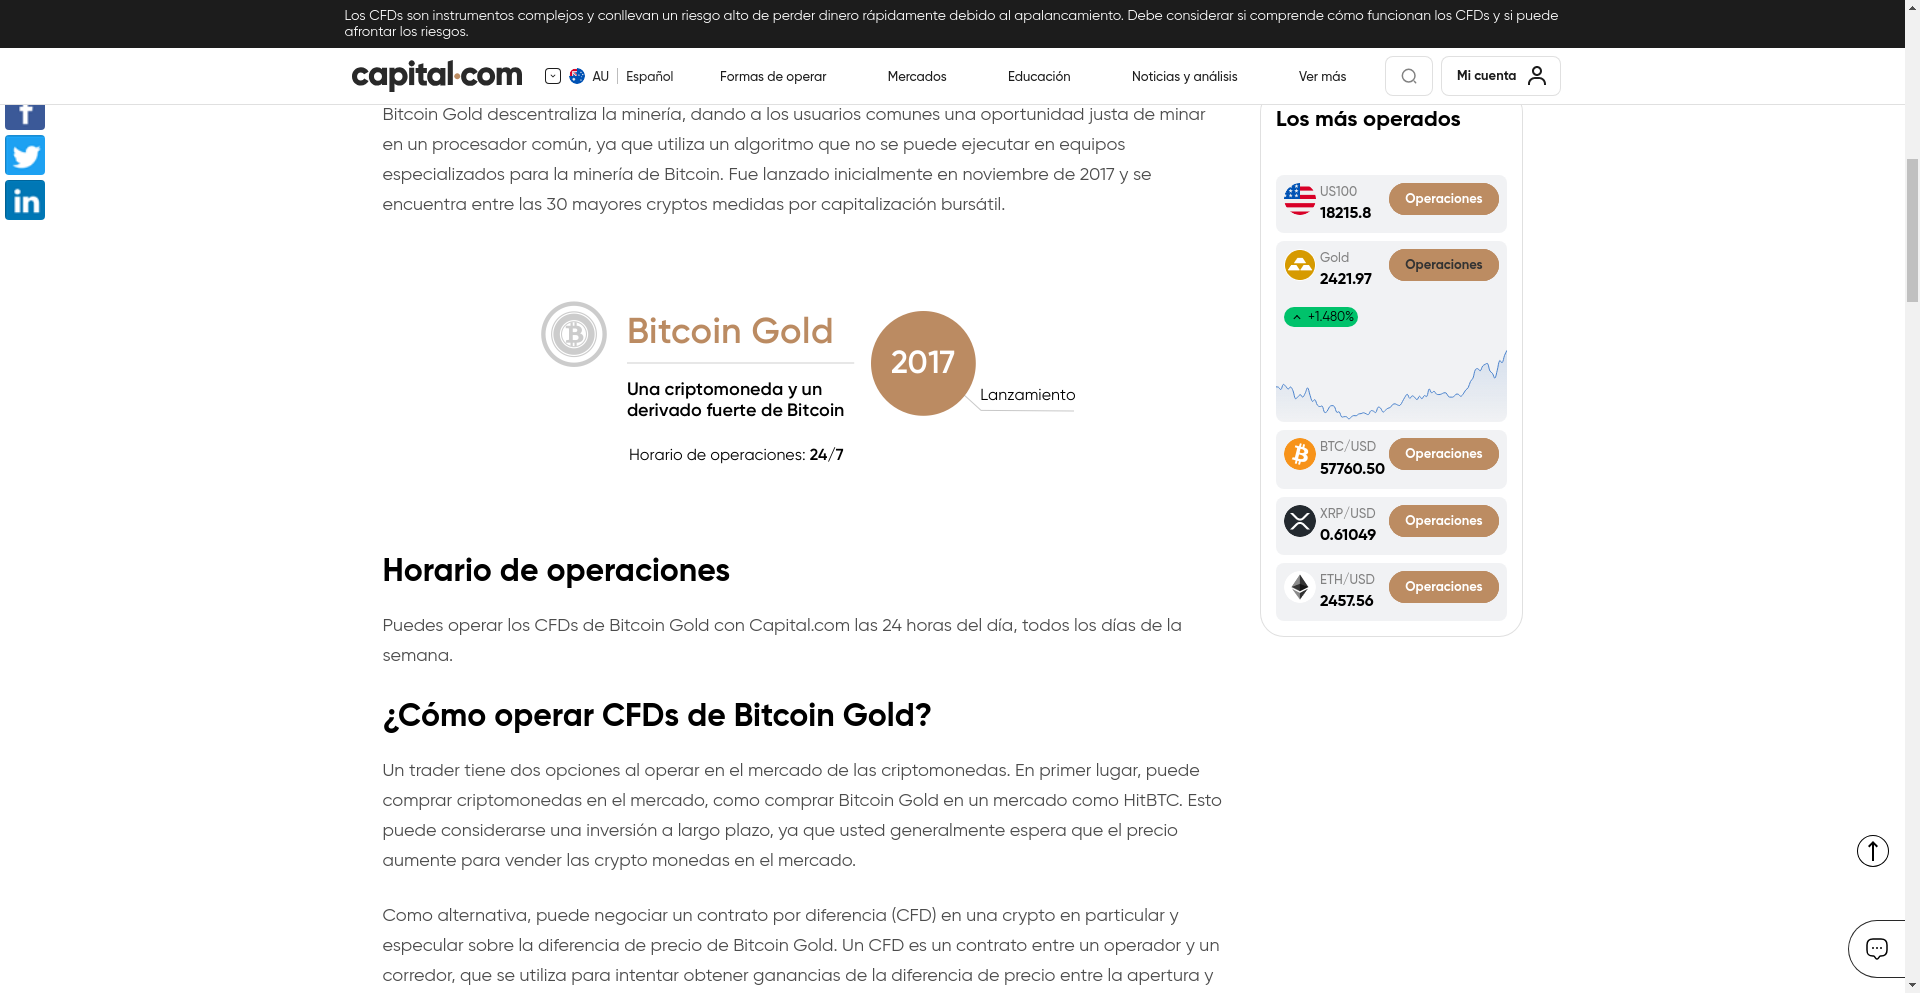 Los CFDs son instrumentos complejos y conllevan un riesgo alto de perder dinero rápidamente debido al apalancamiento. Debe considerar si comprende cómo funcionan los CFDs y si puede
afrontar los riesgos.
capital.com
AU
Español
Formas de operar
Mercados
Educación
Noticias y análisis
Ver más
Mi cuenta
Bitcoin Gold descentraliza la minería, dando a los usuarios comunes una oportunidad justa de minar
en un procesador común, ya que utiliza un algoritmo que no se puede ejecutar en equipos
especializados para la minería de Bitcoin. Fue lanzado inicialmente en noviembre de 2017 y se
encuentra entre las 30 mayores cryptos medidas por capitalización bursátil.
Bitcoin Gold
Una criptomoneda y un
derivado fuerte de Bitcoin
Horario de operaciones: 24/7
2017
Lanzamiento
Horario de operaciones
Puedes operar los CFDs de Bitcoin Gold con Capital.com las 24 horas del día, todos los días de la
semana.
¿Cómo operar CFDs de Bitcoin Gold?
Un trader tiene dos opciones al operar en el mercado de las criptomonedas. En primer lugar, puede
comprar criptomonedas en el mercado, como comprar Bitcoin Gold en un mercado como HitBTC. Esto
puede considerarse una inversión a largo plazo, ya que usted generalmente espera que el precio
aumente para vender las crypto monedas en el mercado.
Como alternativa, puede negociar un contrato por diferencia (CFD) en una crypto en particular y
especular sobre la diferencia de precio de Bitcoin Gold. Un CFD es un contrato entre un operador y un
corredor, que se utiliza para intentar obtener ganancias de la diferencia de precio entre la apertura y
Los más operados
US100
18215.8
Operaciones
Gold
2421.97
Operaciones
+1.480%
BTC/USD
57760.50
Operaciones
XRP/USD
0.61049
Operaciones
ETH/USD
2457.56
Operaciones